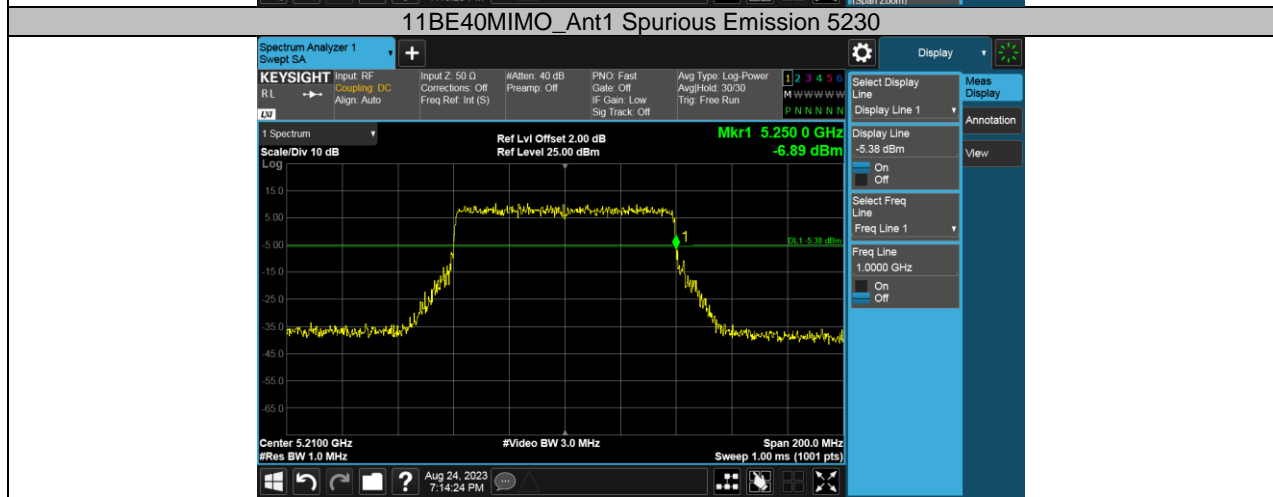 11BE40MIMO_Ant1 Spurious Emission 5230
Spectrum Analyzer 1
Swept SA
Display
KEYSIGHT
RL
LXI
Input: RF
Coupling: DC
Align: Auto
Input Z: 50 Ω
Corrections: Off
Freq Ref: Int (S)
#Atten: 40 dB
Preamp: Off
PNO: Fast
Gate: Off
IF Gain: Low
Sig Track: Off
Avg Type: Log-Power
Avg|Hold: 30/30
Trig: Free Run
1 2 3 4 5 6
M W W W W W
P N N N N N
1 Spectrum
Scale/Div 10 dB
Ref Lvl Offset 2.00 dB
Ref Level 25.00 dBm
Mkr1 5.250 0 GHz
-6.89 dBm
Log
15.0
5.00
-5.00
-15.0
-25.0
-35.0
-45.0
-55.0
-65.0
1
DL1 -5.38 dBm
Center 5.2100 GHz
#Video BW 3.0 MHz
Span 200.0 MHz
#Res BW 1.0 MHz
Sweep 1.00 ms (1001 pts)
Select Display
Line
Display Line 1
Display Line
-5.38 dBm
On
Off
Select Freq
Line
Freq Line 1
Freq Line
1.0000 GHz
On
Off
Meas
Display
Annotation
View
?
Aug 24, 2023
7:14:24 PM